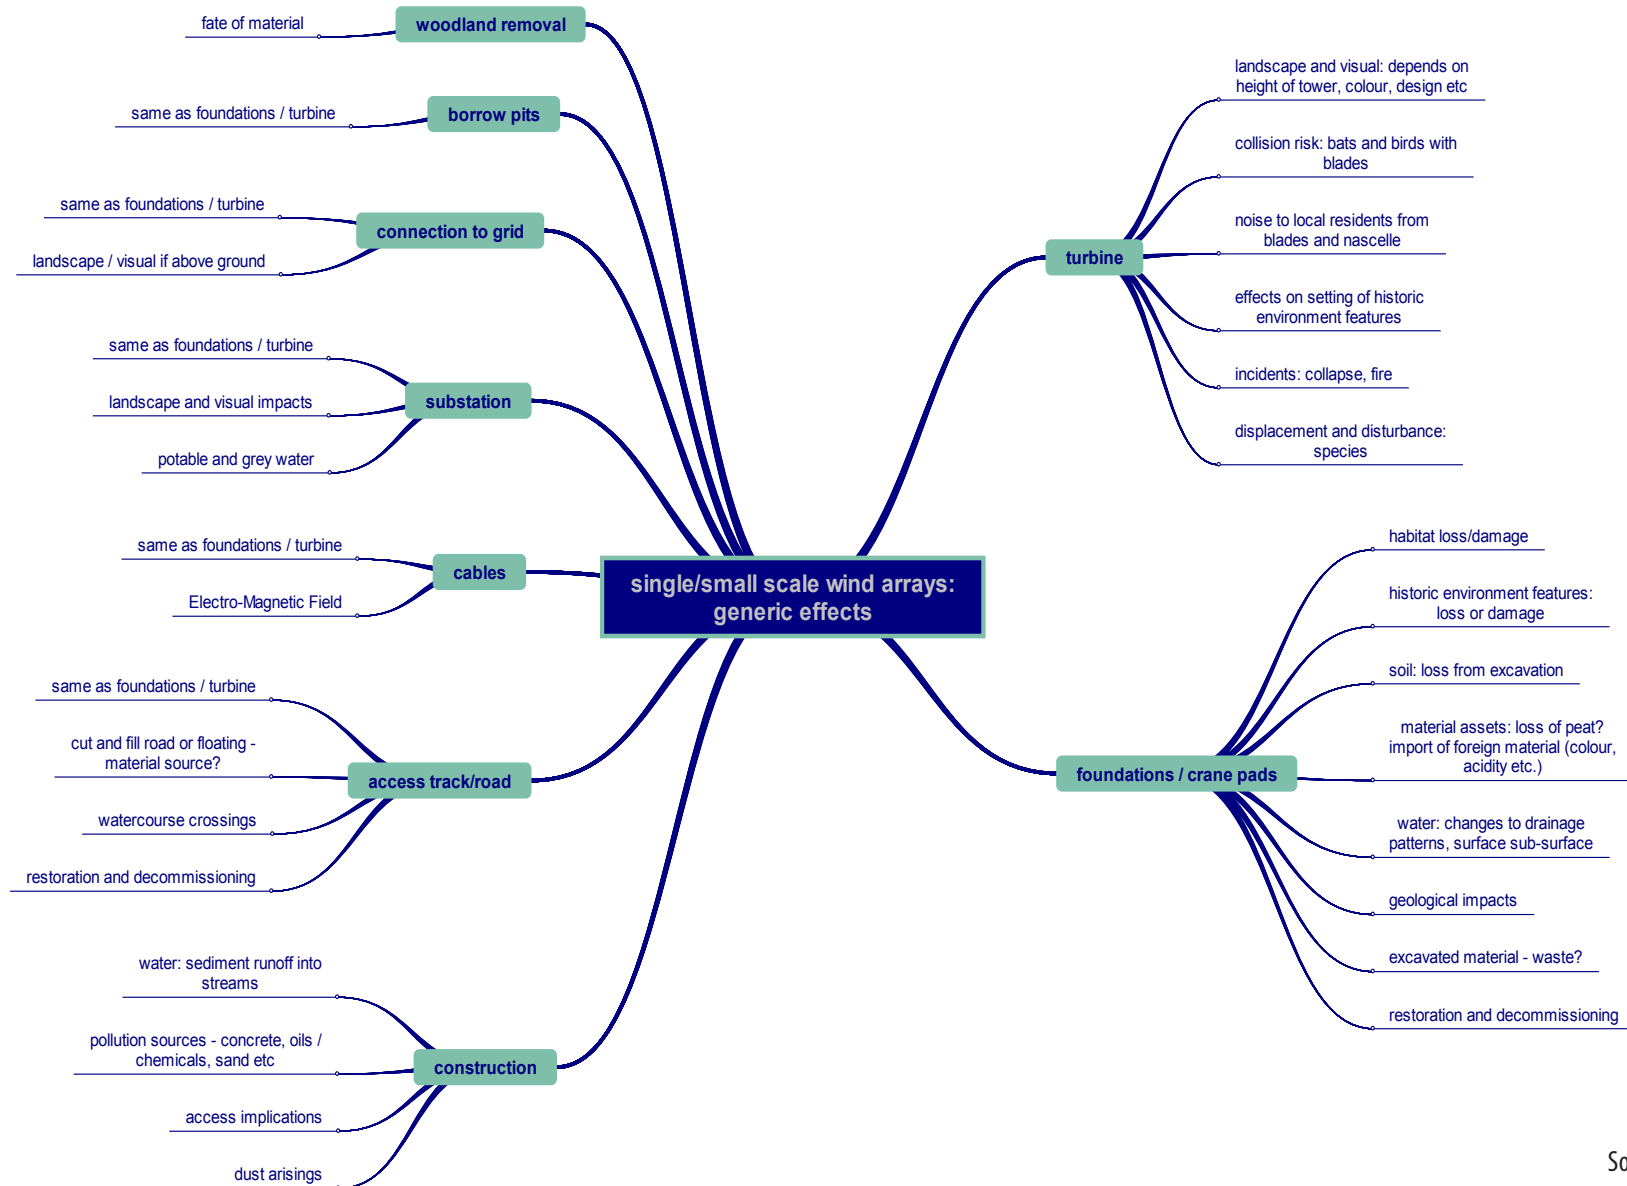 fate of material
woodland removal
same as foundations / turbine
borrow pits
same as foundations / turbine
landscape / visual if above ground
connection to grid
same as foundations / turbine
landscape and visual impacts
potable and grey water
substation
same as foundations / turbine
Electro-Magnetic Field
cables
same as foundations / turbine
cut and fill road or floating -
material source?
watercourse crossings
restoration and decommissioning
access track/road
water: sediment runoff into
streams
pollution sources - concrete, oils /
chemicals, sand etc
access implications
dust arisings
construction
single/small scale wind arrays:
generic effects
turbine
landscape and visual: depends on
height of tower, colour, design etc
collision risk: bats and birds with
blades
noise to local residents from
blades and nascelle
effects on setting of historic
environment features
incidents: collapse, fire
displacement and disturbance:
species
foundations / crane pads
habitat loss/damage
historic environment features:
loss or damage
soil: loss from excavation
material assets: loss of peat?
import of foreign material (colour,
acidity etc.)
water: changes to drainage
patterns, surface sub-surface
geological impacts
excavated material - waste?
restoration and decommissioning
So